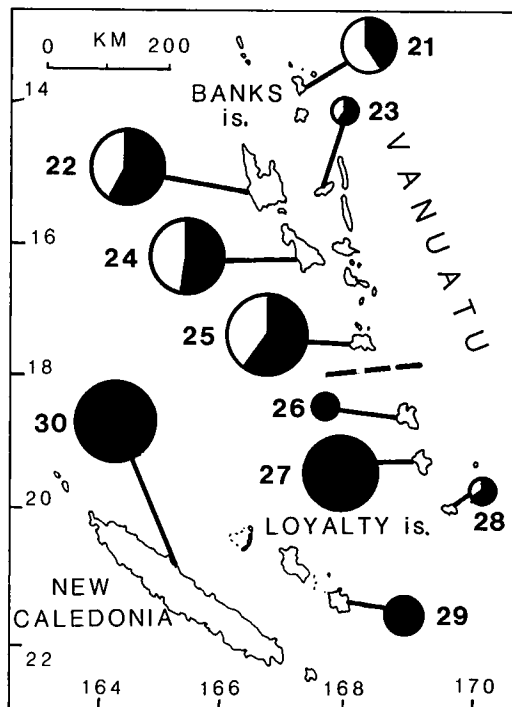 KM
0 200
21
14
BANKS
is.
23
VANUATU
22
16
24
25
18
26
30
27
20
LOYALTY is.
28
NEW
CALEDONIA
29
22
164 166 168 170